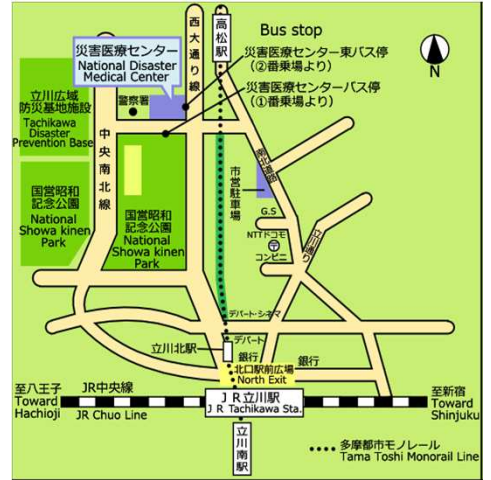 西大通り線
高松駅
Bus stop
災害医療センター
National Disaster
Medical Center
災害医療センター東バス停
(②番乗場より)
災害医療センターバス停
(①番乗場より)
N
立川広域
防災基地施設
Tachikawa
Disaster
Prevention Base
警察署
中央南北線
南北道路
市営駐車場
国営昭和
記念公園
National
Showa kinen
Park
国営昭和
記念公園
National
Showa kinen
Park
G.S
NTTドコモ
コンビニ
立川通り
デパート・シネマ
デパート
立川北駅
銀行
銀行
北口駅前広場
North Exit
至八王子
Toward
Hachioji
JR中央線
JR Chuo Line
JR立川駅
JR Tachikawa Sta.
至新宿
Toward
Shinjuku
立川南駅
多摩都市モノレール
Tama Toshi Monorail Line